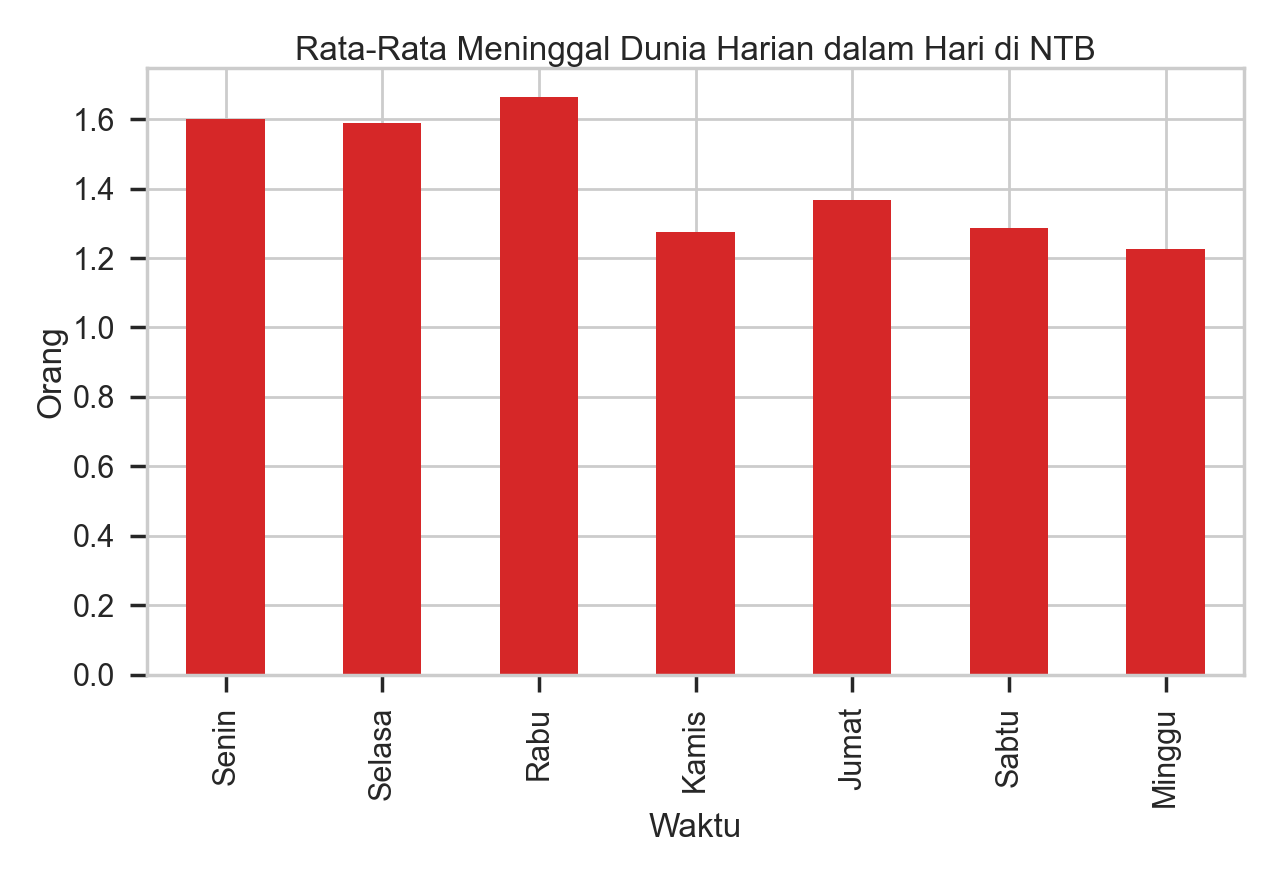 Rata-Rata Meninggal Dunia Harian dalam Hari di NTB
Orang
1.6
1.4
1.2
1.0
0.8
0.6
0.4
0.2
0.0
Senin
Selasa
Rabu
Kamis
Jumat
Sabtu
Minggu
Waktu